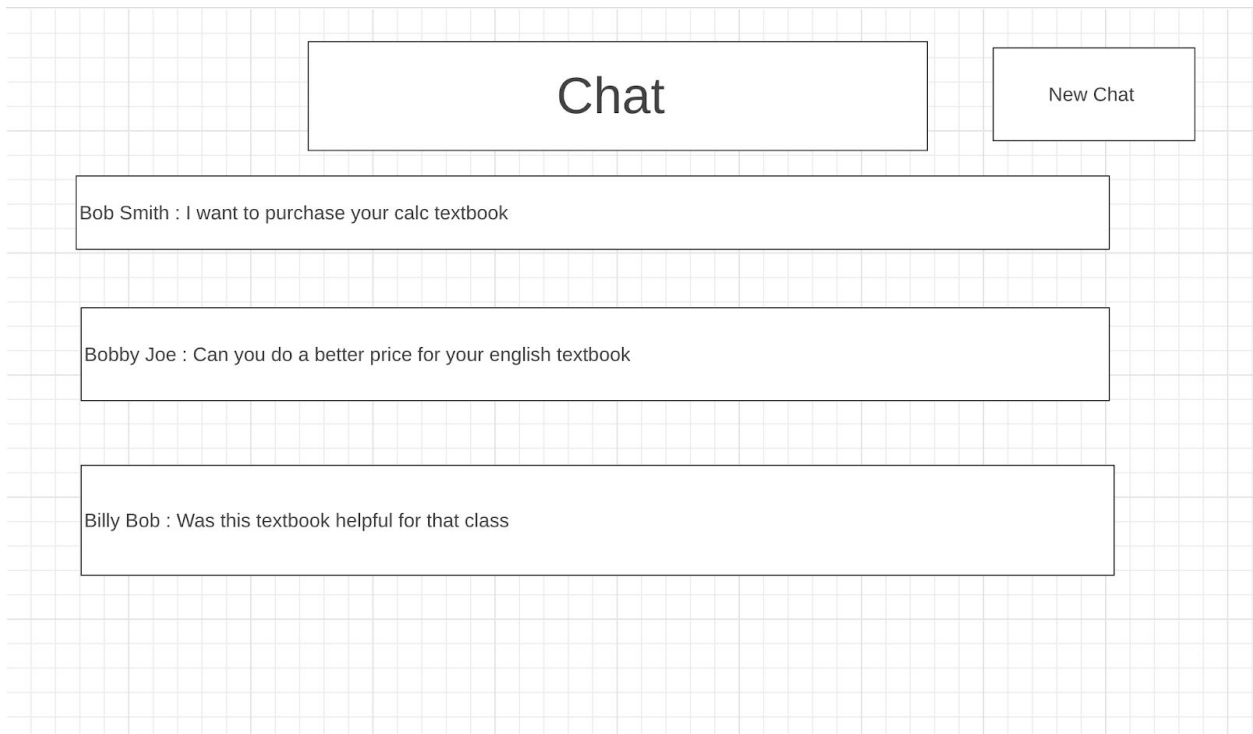 Chat
New Chat
Bob Smith : I want to purchase your calc textbook
Bobby Joe : Can you do a better price for your english textbook
Billy Bob : Was this textbook helpful for that class